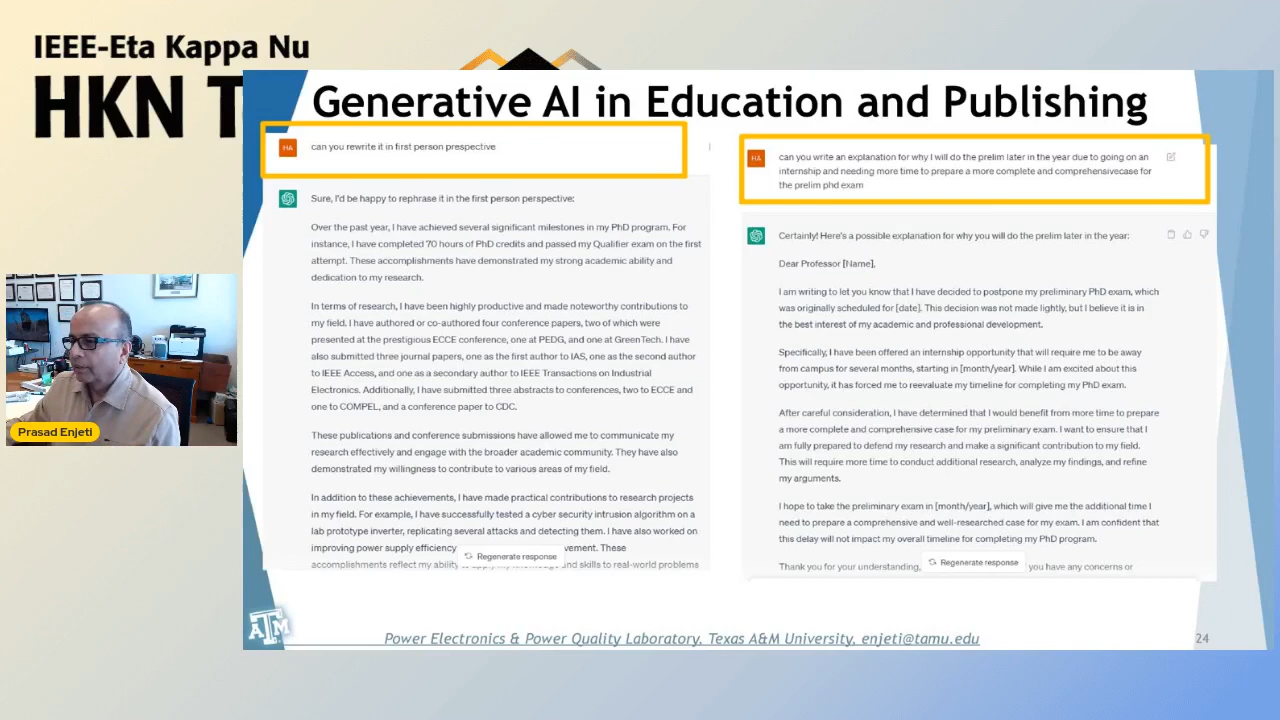 IEEE-Eta Kappa Nu
HKN T
Generative AI in Education and Publishing
HA
can you rewrite it in first person prespective
Sure, I'd be happy to rephrase it in the first person perspective:
Over the past year, I have achieved several significant milestones in my PhD program. For
instance, I have completed 70 hours of PhD credits and passed my Qualifier exam on the first
attempt. These accomplishments have demonstrated my strong academic ability and
dedication to my research.
In terms of research, I have been highly productive and made noteworthy contributions to
my field. I have authored or co-authored four conference papers, two of which were
presented at the prestigious ECCE conference, one at PEDG, and one at GreenTech. I have
also submitted three journal papers, one as the first author to IAS, one as the second author
to IEEE Access, and one as a secondary author to IEEE Transactions on Industrial
Electronics. Additionally, I have submitted three abstracts to conferences, two to ECCE and
one to COMPEL, and a conference paper to CDC.
These publications and conference submissions have allowed me to communicate my
research effectively and engage with the broader academic community. They have also
demonstrated my willingness to contribute to various areas of my field.
In addition to these achievements, I have made practical contributions to research projects
in my field. For example, I have successfully tested a cyber security intrusion algorithm on a
lab prototype inverter, replicating several attacks and detecting them. I have also worked on
improving power supply efficiency vement. These
Regenerate response
accomplishments reflect my ability to apply my knowledge and skills to real-world problems
HA
can you write an explanation for why I will do the prelim later in the year due to going on an
internship and needing more time to prepare a more complete and comprehensivecase for
the prelim phd exam
Certainly! Here's a possible explanation for why you will do the prelim later in the year:
Dear Professor [Name],
I am writing to let you know that I have decided to postpone my preliminary PhD exam, which
was originally scheduled for [date]. This decision was not made lightly, but I believe it is in
the best interest of my academic and professional development.
Specifically, I have been offered an internship opportunity that will require me to be away
from campus for several months, starting in [month/year]. While I am excited about this
opportunity, it has forced me to reevaluate my timeline for completing my PhD exam.
After careful consideration, I have determined that I would benefit from more time to prepare
a more complete and comprehensive case for my preliminary exam. I want to ensure that I
am fully prepared to defend my research and make a significant contribution to my field.
This will require more time to conduct additional research, analyze my findings, and refine
my arguments.
I hope to take the preliminary exam in [month/year], which will give me the additional time I
need to prepare a comprehensive and well-researched case for my exam. I am confident that
this delay will not impact my overall timeline for completing my PhD program.
Thank you for your understanding, you have any concerns or
Regenerate response
Prasad Enjeti
ATM
Power Electronics & Power Quality Laboratory, Texas A&M University, enjeti@tamu.edu
24